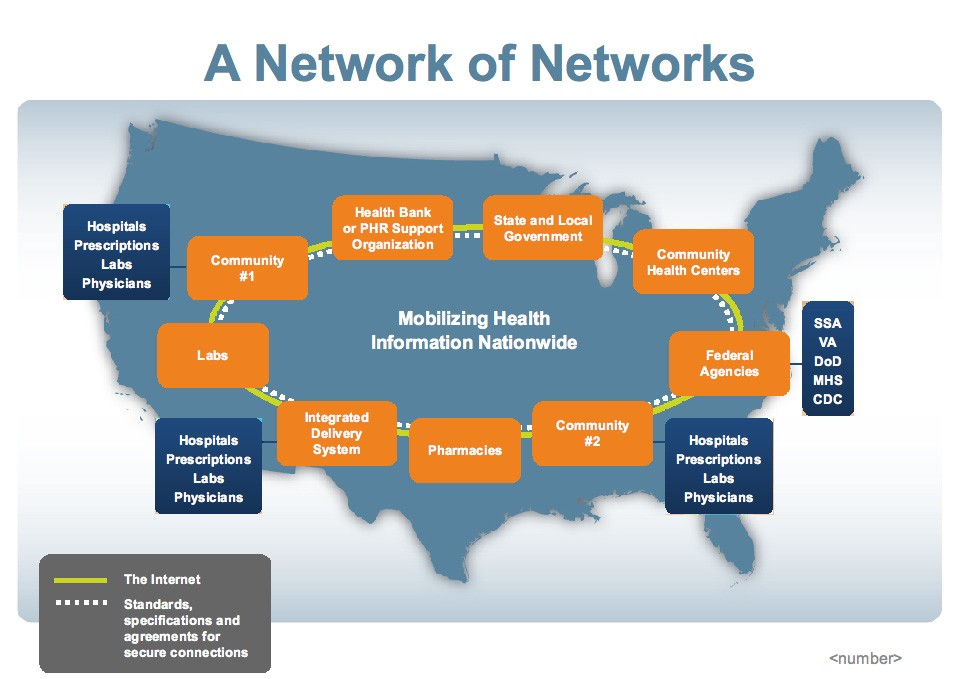 A Network of Networks
Health Bank
or PHR Support
Organization
State and Local
Government
Hospitals
Prescriptions
Labs
Physicians
Community
#1
Community
Health Centers
Mobilizing Health
Information Nationwide
Labs
Federal
Agencies
SSA
VA
DoD
MHS
CDC
Integrated
Delivery
System
Pharmacies
Community
#2
Hospitals
Prescriptions
Labs
Physicians
Hospitals
Prescriptions
Labs
Physicians
The Internet
Standards,
specifications and
agreements for
secure connections
<number>